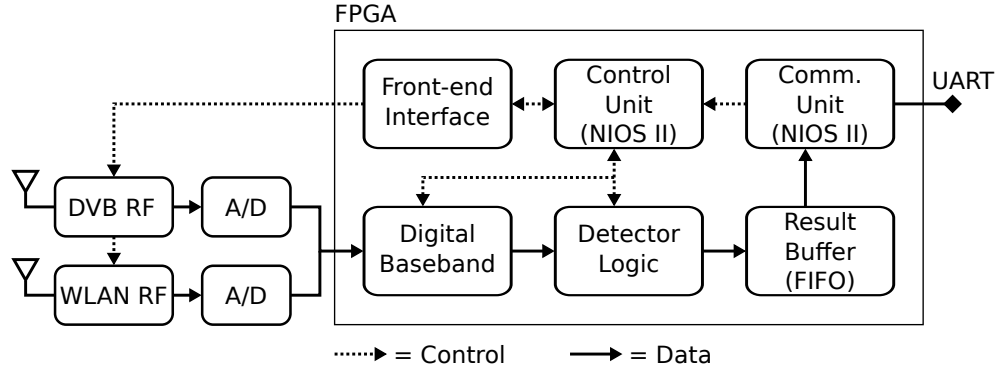 FPGA
Front-end
Interface
Control
Unit
(NIOS II)
Comm.
Unit
(NIOS II)
UART
DVB RF
A/D
Digital
Baseband
Detector
Logic
Result
Buffer
(FIFO)
WLAN RF
A/D
= Control
= Data